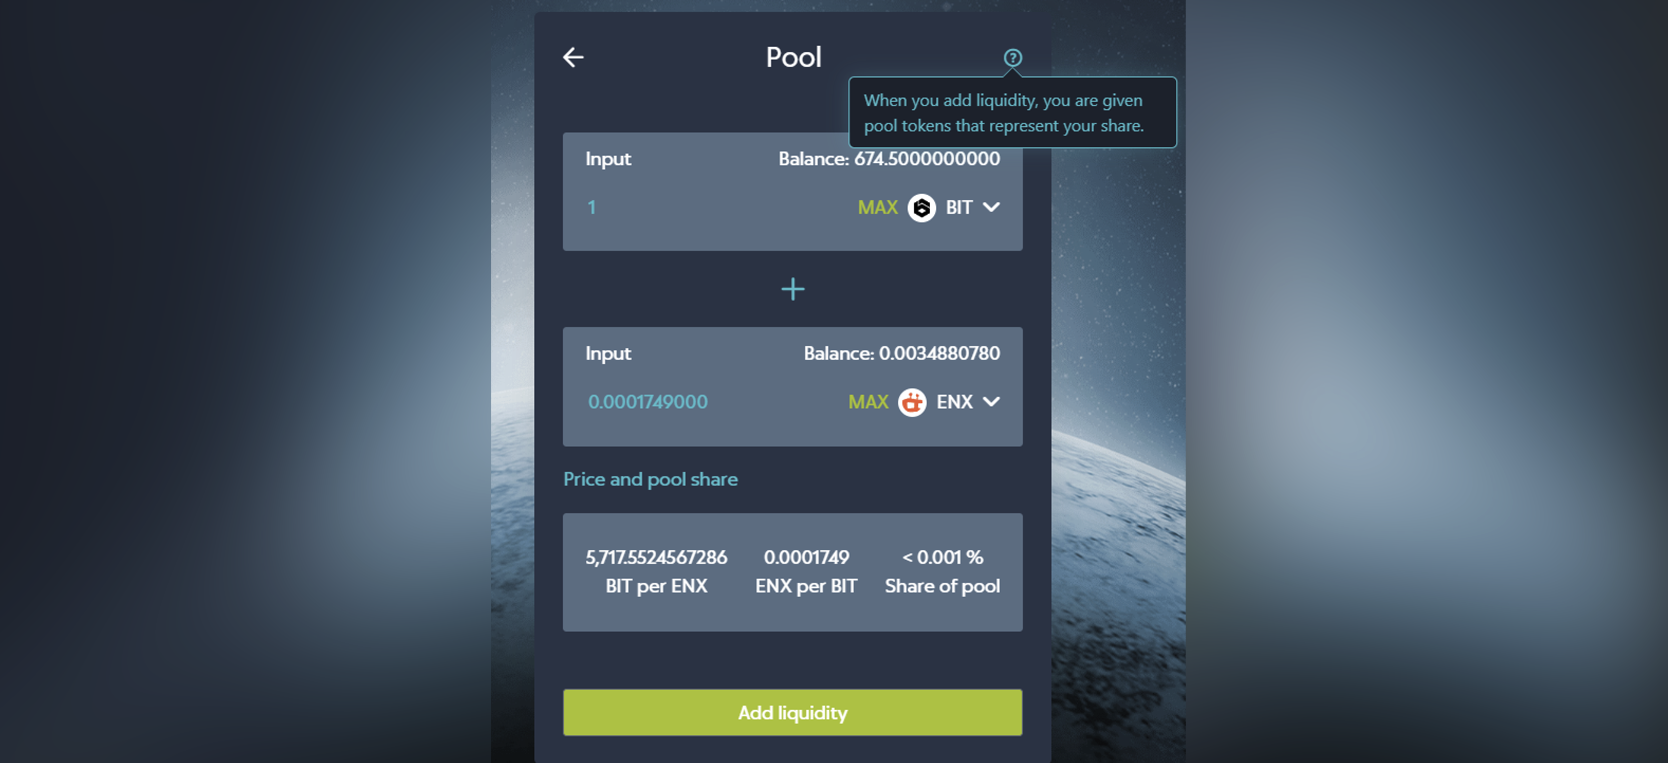 Pool
When you add liquidity, you are given
pool tokens that represent your share.
Input Balance: 674.5000000000
1 MAX BIT
Input Balance: 0.0034880780
0.0001749000 MAX ENX
Price and pool share
5,717.5524567286 0.0001749 < 0.001 %
BIT per ENX ENX per BIT Share of pool
Add liquidity